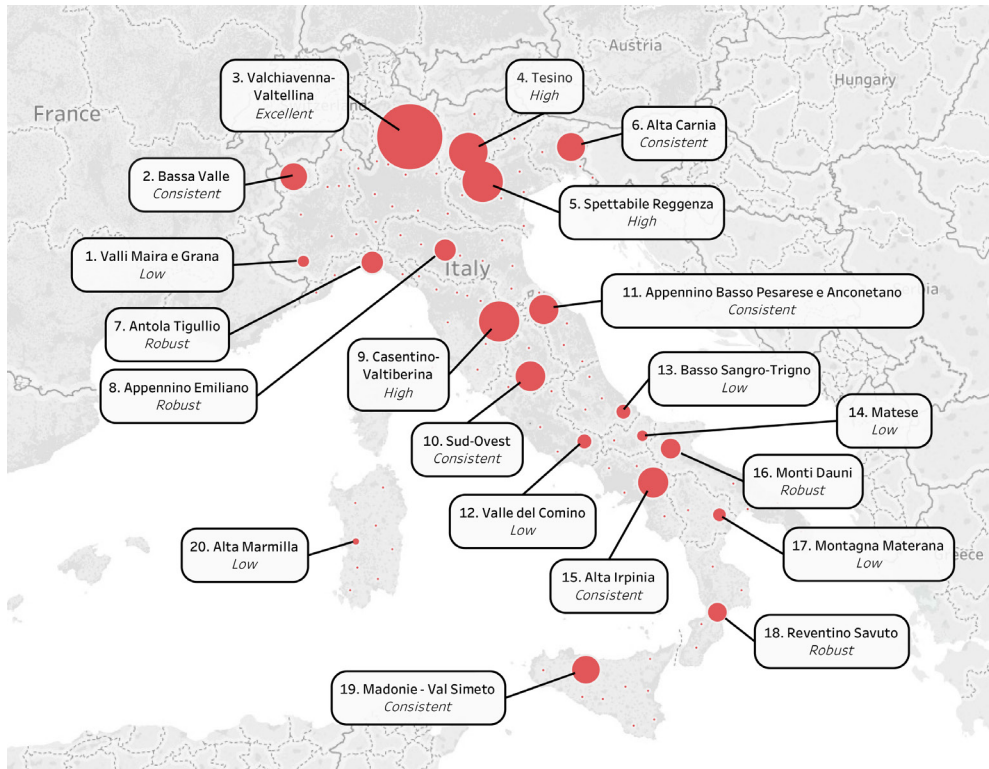 Austria
Hungary
France
3. Valchiavenna-
Valtellina
Excellent
4. Tesino
High
6. Alta Carnia
Consistent
2. Bassa Valle
Consistent
5. Spettabile Reggenza
High
1. Valli Maira e Grana
Low
Italy
11. Appennino Basso Pesarese e Anconetano
Consistent
7. Antola Tigullio
Robust
9. Casentino-
Valtiberina
High
8. Appennino Emiliano
Robust
13. Basso Sangro-Trigno
Low
14. Matese
Low
10. Sud-Ovest
Consistent
16. Monti Dauni
Robust
12. Valle del Comino
Low
17. Montagna Materana
Low
20. Alta Marmilla
Low
15. Alta Irpinia
Consistent
18. Reventino Savuto
Robust
19. Madonie - Val Simeto
Consistent